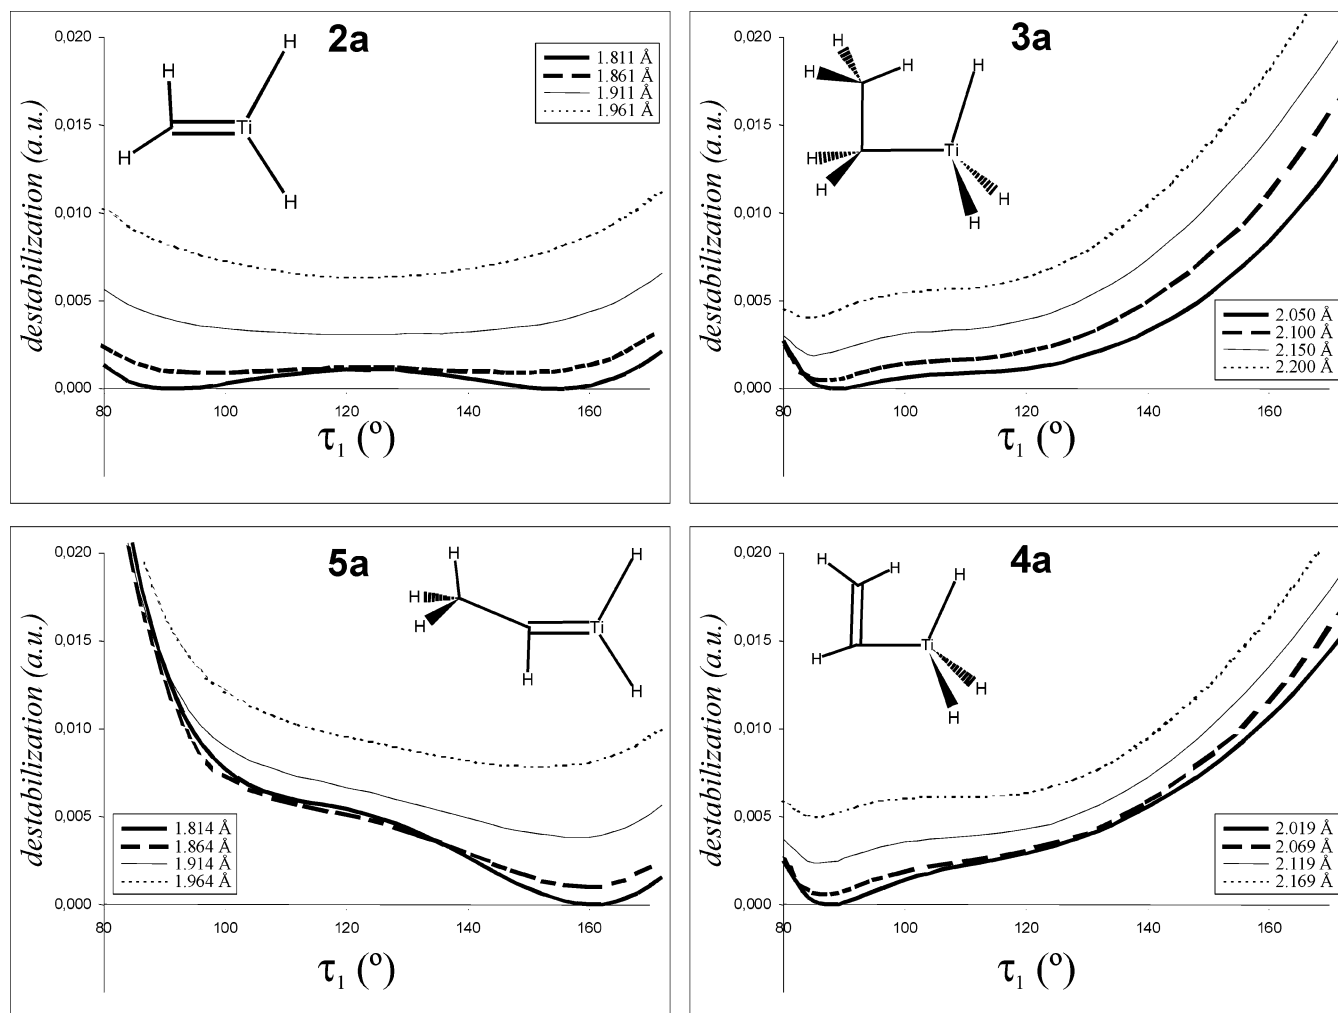 2a
H
H
Ti
H
H
1.811 Å
1.861 Å
1.911 Å
1.961 Å
destabilization (a.u.)
0,020
0,015
0,010
0,005
0,000
80 100 120 140 160
τ1 (º)
3a
H
H
H
H
Ti
H
H
H
H
2.050 Å
2.100 Å
2.150 Å
2.200 Å
destabilization (a.u.)
0,020
0,015
0,010
0,005
0,000
80 100 120 140 160
τ1 (º)
5a
H
H
H
H
Ti
H
H
1.814 Å
1.864 Å
1.914 Å
1.964 Å
destabilization (a.u.)
0,020
0,015
0,010
0,005
0,000
80 100 120 140 160
τ1 (º)
4a
H
H
H
H
Ti
H
H
2.019 Å
2.069 Å
2.119 Å
2.169 Å
destabilization (a.u.)
0,020
0,015
0,010
0,005
0,000
80 100 120 140 160
τ1 (º)